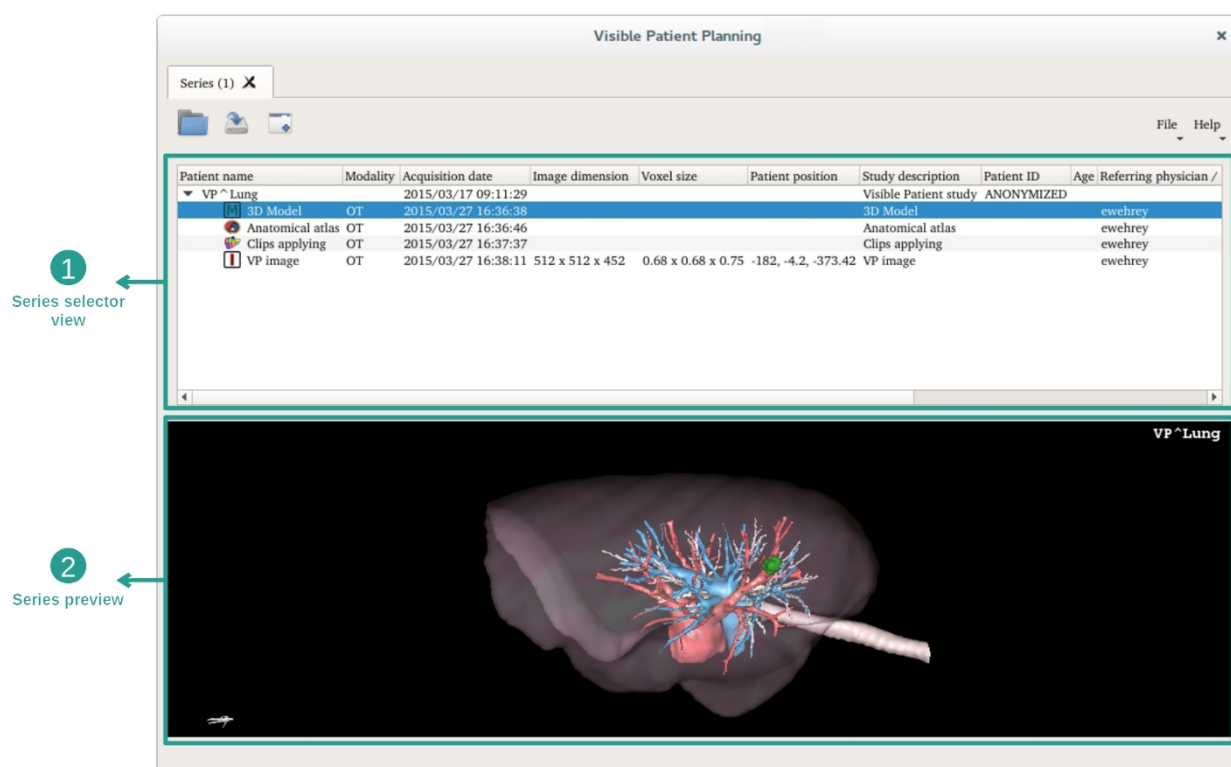 Visible Patient Planning
Series (1)
File Help
Patient name Modality Acquisition date Image dimension Voxel size Patient position Study description Patient ID Age Referring physician /
VP^Lung 2015/03/17 09:11:29 Visible Patient study ANONYMIZED
M 3D Model OT 2015/03/27 16:36:38 3D Model ewehrey
Anatomical atlas OT 2015/03/27 16:36:46 Anatomical atlas ewehrey
Clips applying OT 2015/03/27 16:37:37 Clips applying ewehrey
VP image OT 2015/03/27 16:38:11 512 x 512 x 452 0.68 x 0.68 x 0.75 -182, -4.2, -373.42 VP image ewehrey
1
Series selector
view
VP^Lung
2
Series preview